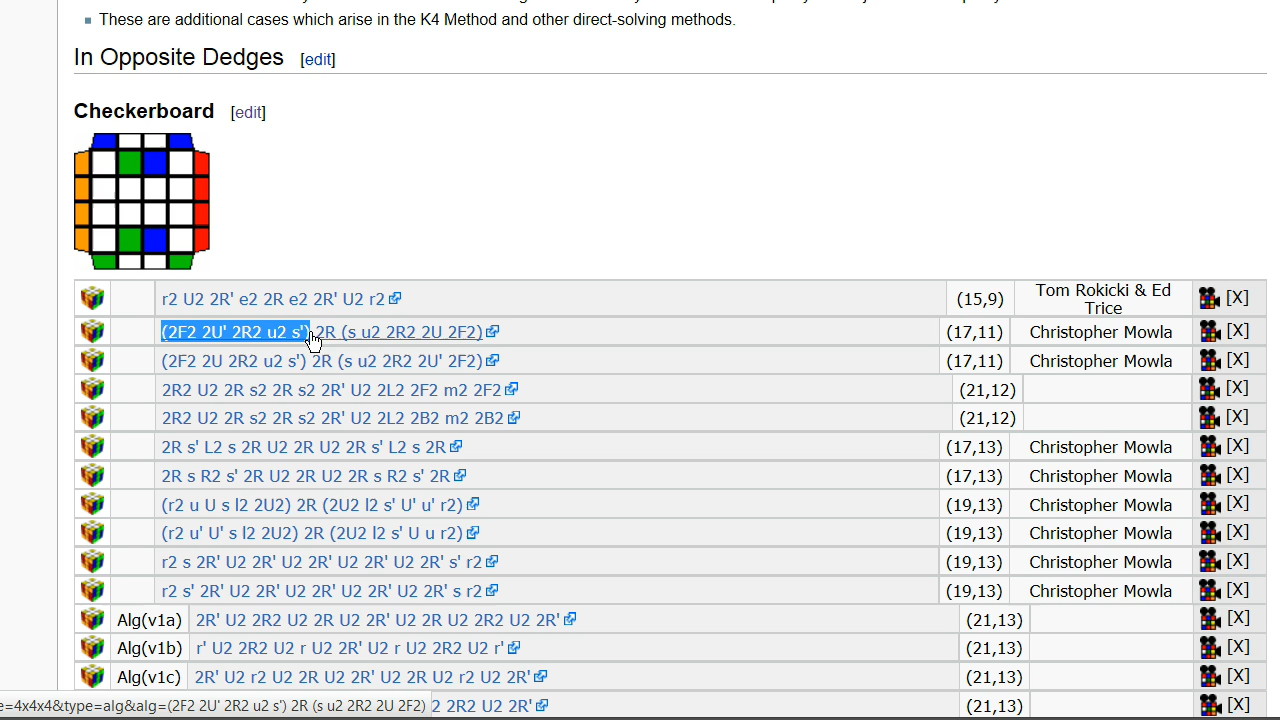 These are additional cases which arise in the K4 Method and other direct-solving methods.
In Opposite Dedges [edit]
Checkerboard [edit]
r2 U2 2R' e2 2R e2 2R' U2 r2 (15,9) Tom Rokicki & Ed Trice [X]
(2F2 2U' 2R2 u2 s') 2R (s u2 2R2 2U 2F2) (17,11) Christopher Mowla [X]
(2F2 2U 2R2 u2 s') 2R (s u2 2R2 2U' 2F2) (17,11) Christopher Mowla [X]
2R2 U2 2R s2 2R s2 2R' U2 2L2 2F2 m2 2F2 (21,12) [X]
2R2 U2 2R s2 2R s2 2R' U2 2L2 2B2 m2 2B2 (21,12) [X]
2R s' L2 s 2R U2 2R U2 2R s' L2 s 2R (17,13) Christopher Mowla [X]
2R s R2 s' 2R U2 2R U2 2R s R2 s' 2R (17,13) Christopher Mowla [X]
(r2 u U s l2 2U2) 2R (2U2 l2 s' U' u' r2) (19,13) Christopher Mowla [X]
(r2 u' U' s l2 2U2) 2R (2U2 l2 s' U u r2) (19,13) Christopher Mowla [X]
r2 s 2R' U2 2R' U2 2R' U2 2R' U2 2R' s' r2 (19,13) Christopher Mowla [X]
r2 s' 2R' U2 2R' U2 2R' U2 2R' U2 2R' s r2 (19,13) Christopher Mowla [X]
Alg(v1a) 2R' U2 2R2 U2 2R U2 2R' U2 2R U2 2R2 U2 2R' (21,13) [X]
Alg(v1b) r' U2 2R2 U2 r U2 2R' U2 r U2 2R2 U2 r' (21,13) [X]
Alg(v1c) 2R' U2 r2 U2 2R U2 2R' U2 2R U2 r2 U2 2R' (21,13) [X]
e=4x4x4&type=alg&alg=(2F2 2U' 2R2 u2 s') 2R (s u2 2R2 2U 2F2) 2 2R2 U2 2R' (21,13) [X]